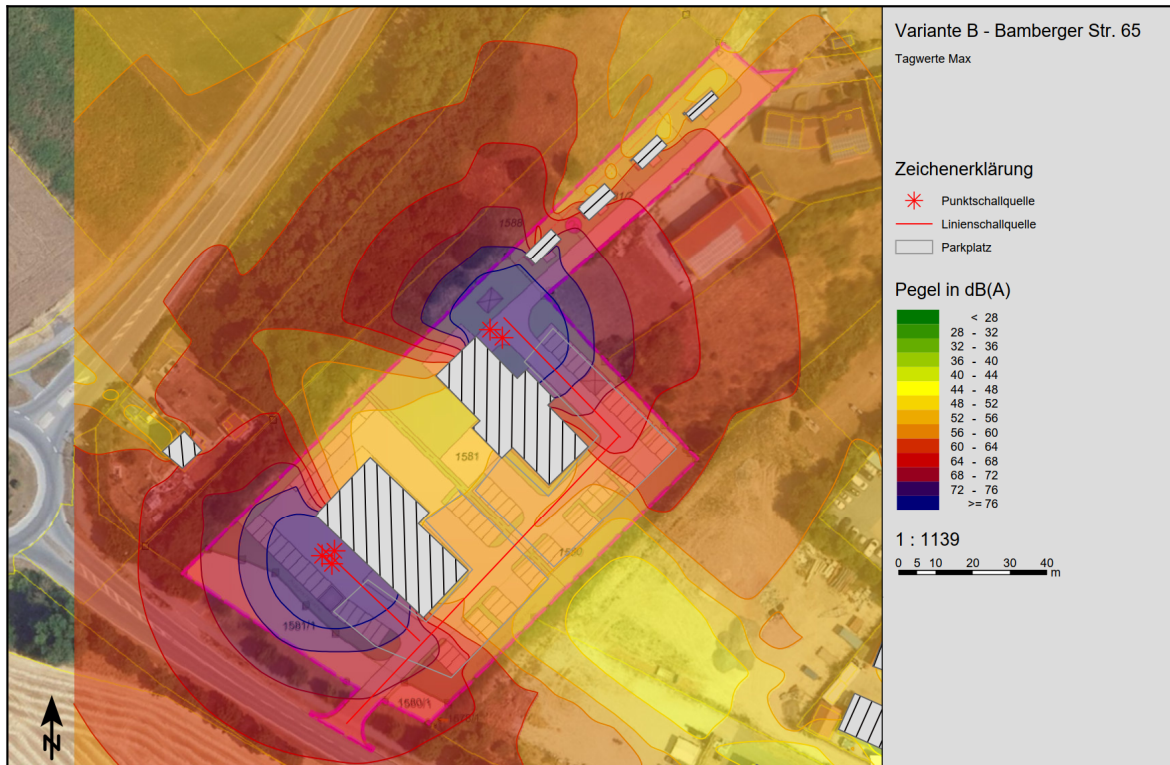 Variante B - Bamberger Str. 65
Tagwerte Max
Zeichenerklärung
Punktschallquelle
Linienschallquelle
Parkplatz
Pegel in dB(A)
< 28
28 - 32
32 - 36
36 - 40
40 - 44
44 - 48
48 - 52
52 - 56
56 - 60
60 - 64
64 - 68
68 - 72
72 - 76
>= 76
1 : 1139
0 5 10 20 30 40
m
1588
1581
1580
1581/1
1580/1
N